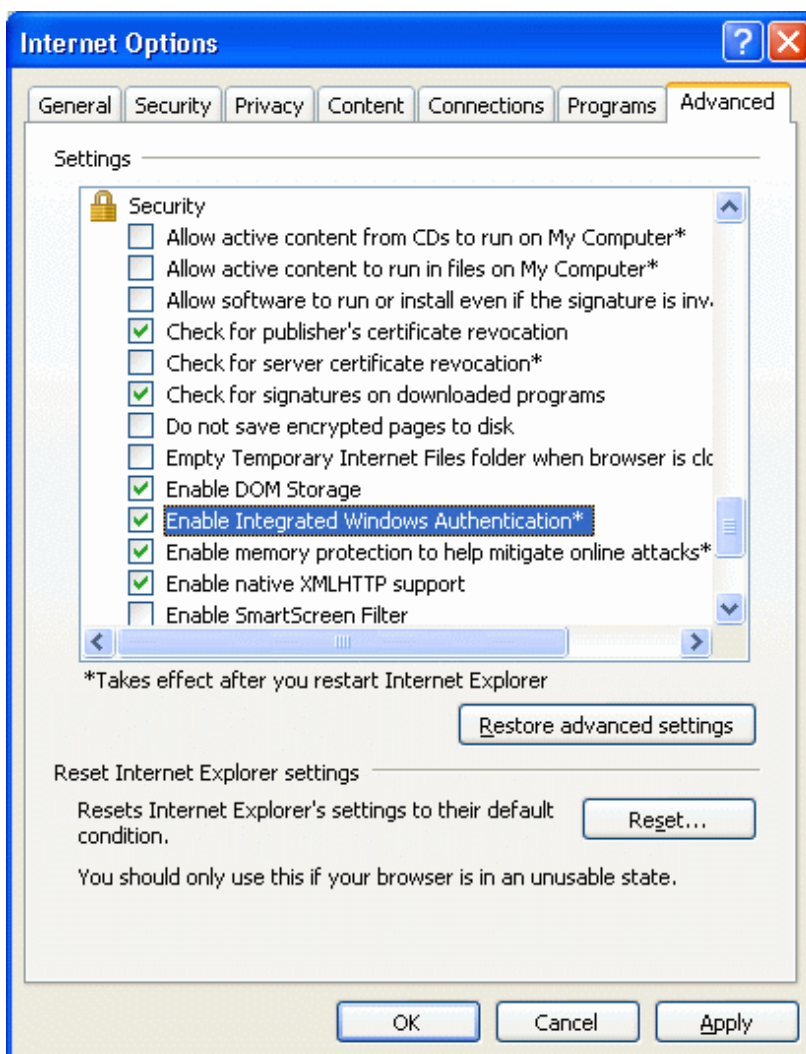 Internet Options
General Security Privacy Content Connections Programs Advanced
Settings
Security
Allow active content from CDs to run on My Computer*
Allow active content to run in files on My Computer*
Allow software to run or install even if the signature is inv
Check for publisher's certificate revocation
Check for server certificate revocation*
Check for signatures on downloaded programs
Do not save encrypted pages to disk
Empty Temporary Internet Files folder when browser is clo
Enable DOM Storage
Enable Integrated Windows Authentication*
Enable memory protection to help mitigate online attacks*
Enable native XMLHTTP support
Enable SmartScreen Filter
*Takes effect after you restart Internet Explorer
Restore advanced settings
Reset Internet Explorer settings
Resets Internet Explorer's settings to their default
condition.
Reset...
You should only use this if your browser is in an unusable state.
OK Cancel Apply